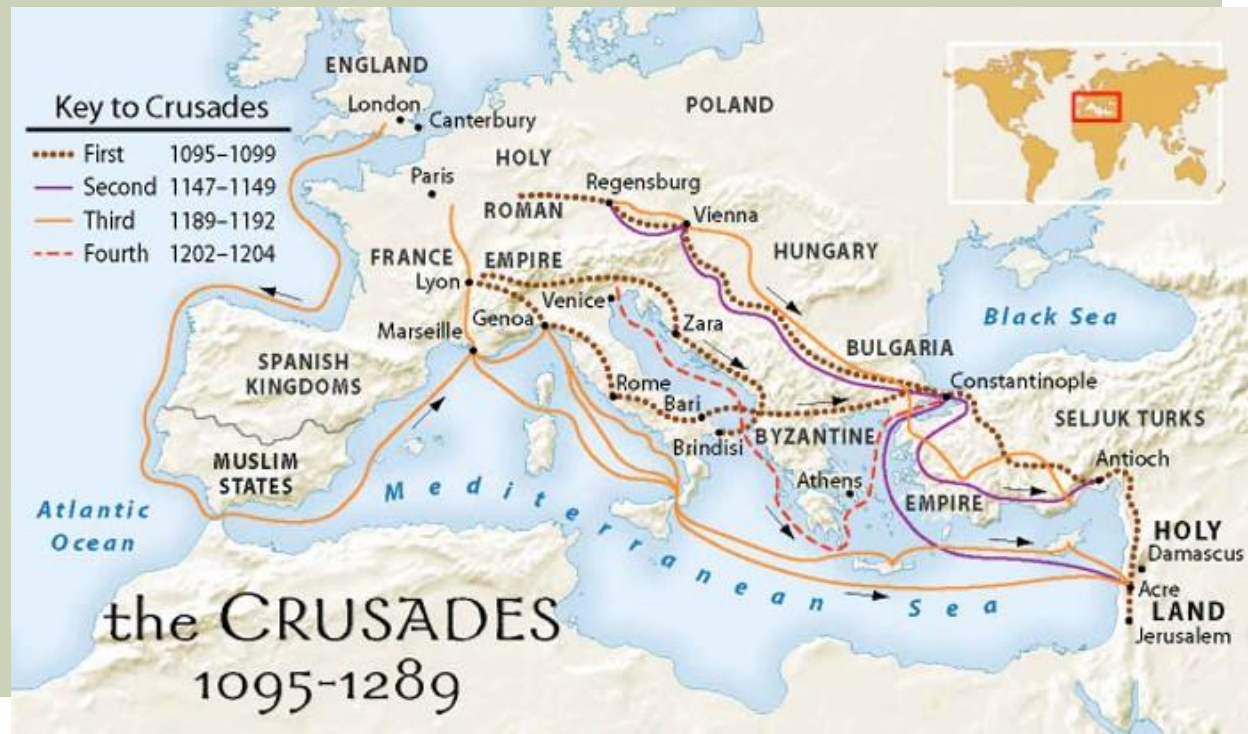 ENGLAND
London
Canterbury
POLAND
Key to Crusades
First 1095–1099
Second 1147–1149
Third 1189–1192
Fourth 1202–1204
HOLY
ROMAN
EMPIRE
Paris
Regensburg
Vienna
FRANCE
HUNGARY
Lyon
Venice
Genoa
Zara
Marseille
Black Sea
BULGARIA
SPANISH
KINGDOMS
Rome
Bari
Brindisi
Constantinople
SELJUK TURKS
BYZANTINE
EMPIRE
MUSLIM
STATES
Athens
Antioch
Atlantic
Ocean
Mediterranean Sea
HOLY
LAND
Damascus
Acre
Jerusalem
the CRUSADES
1095-1289